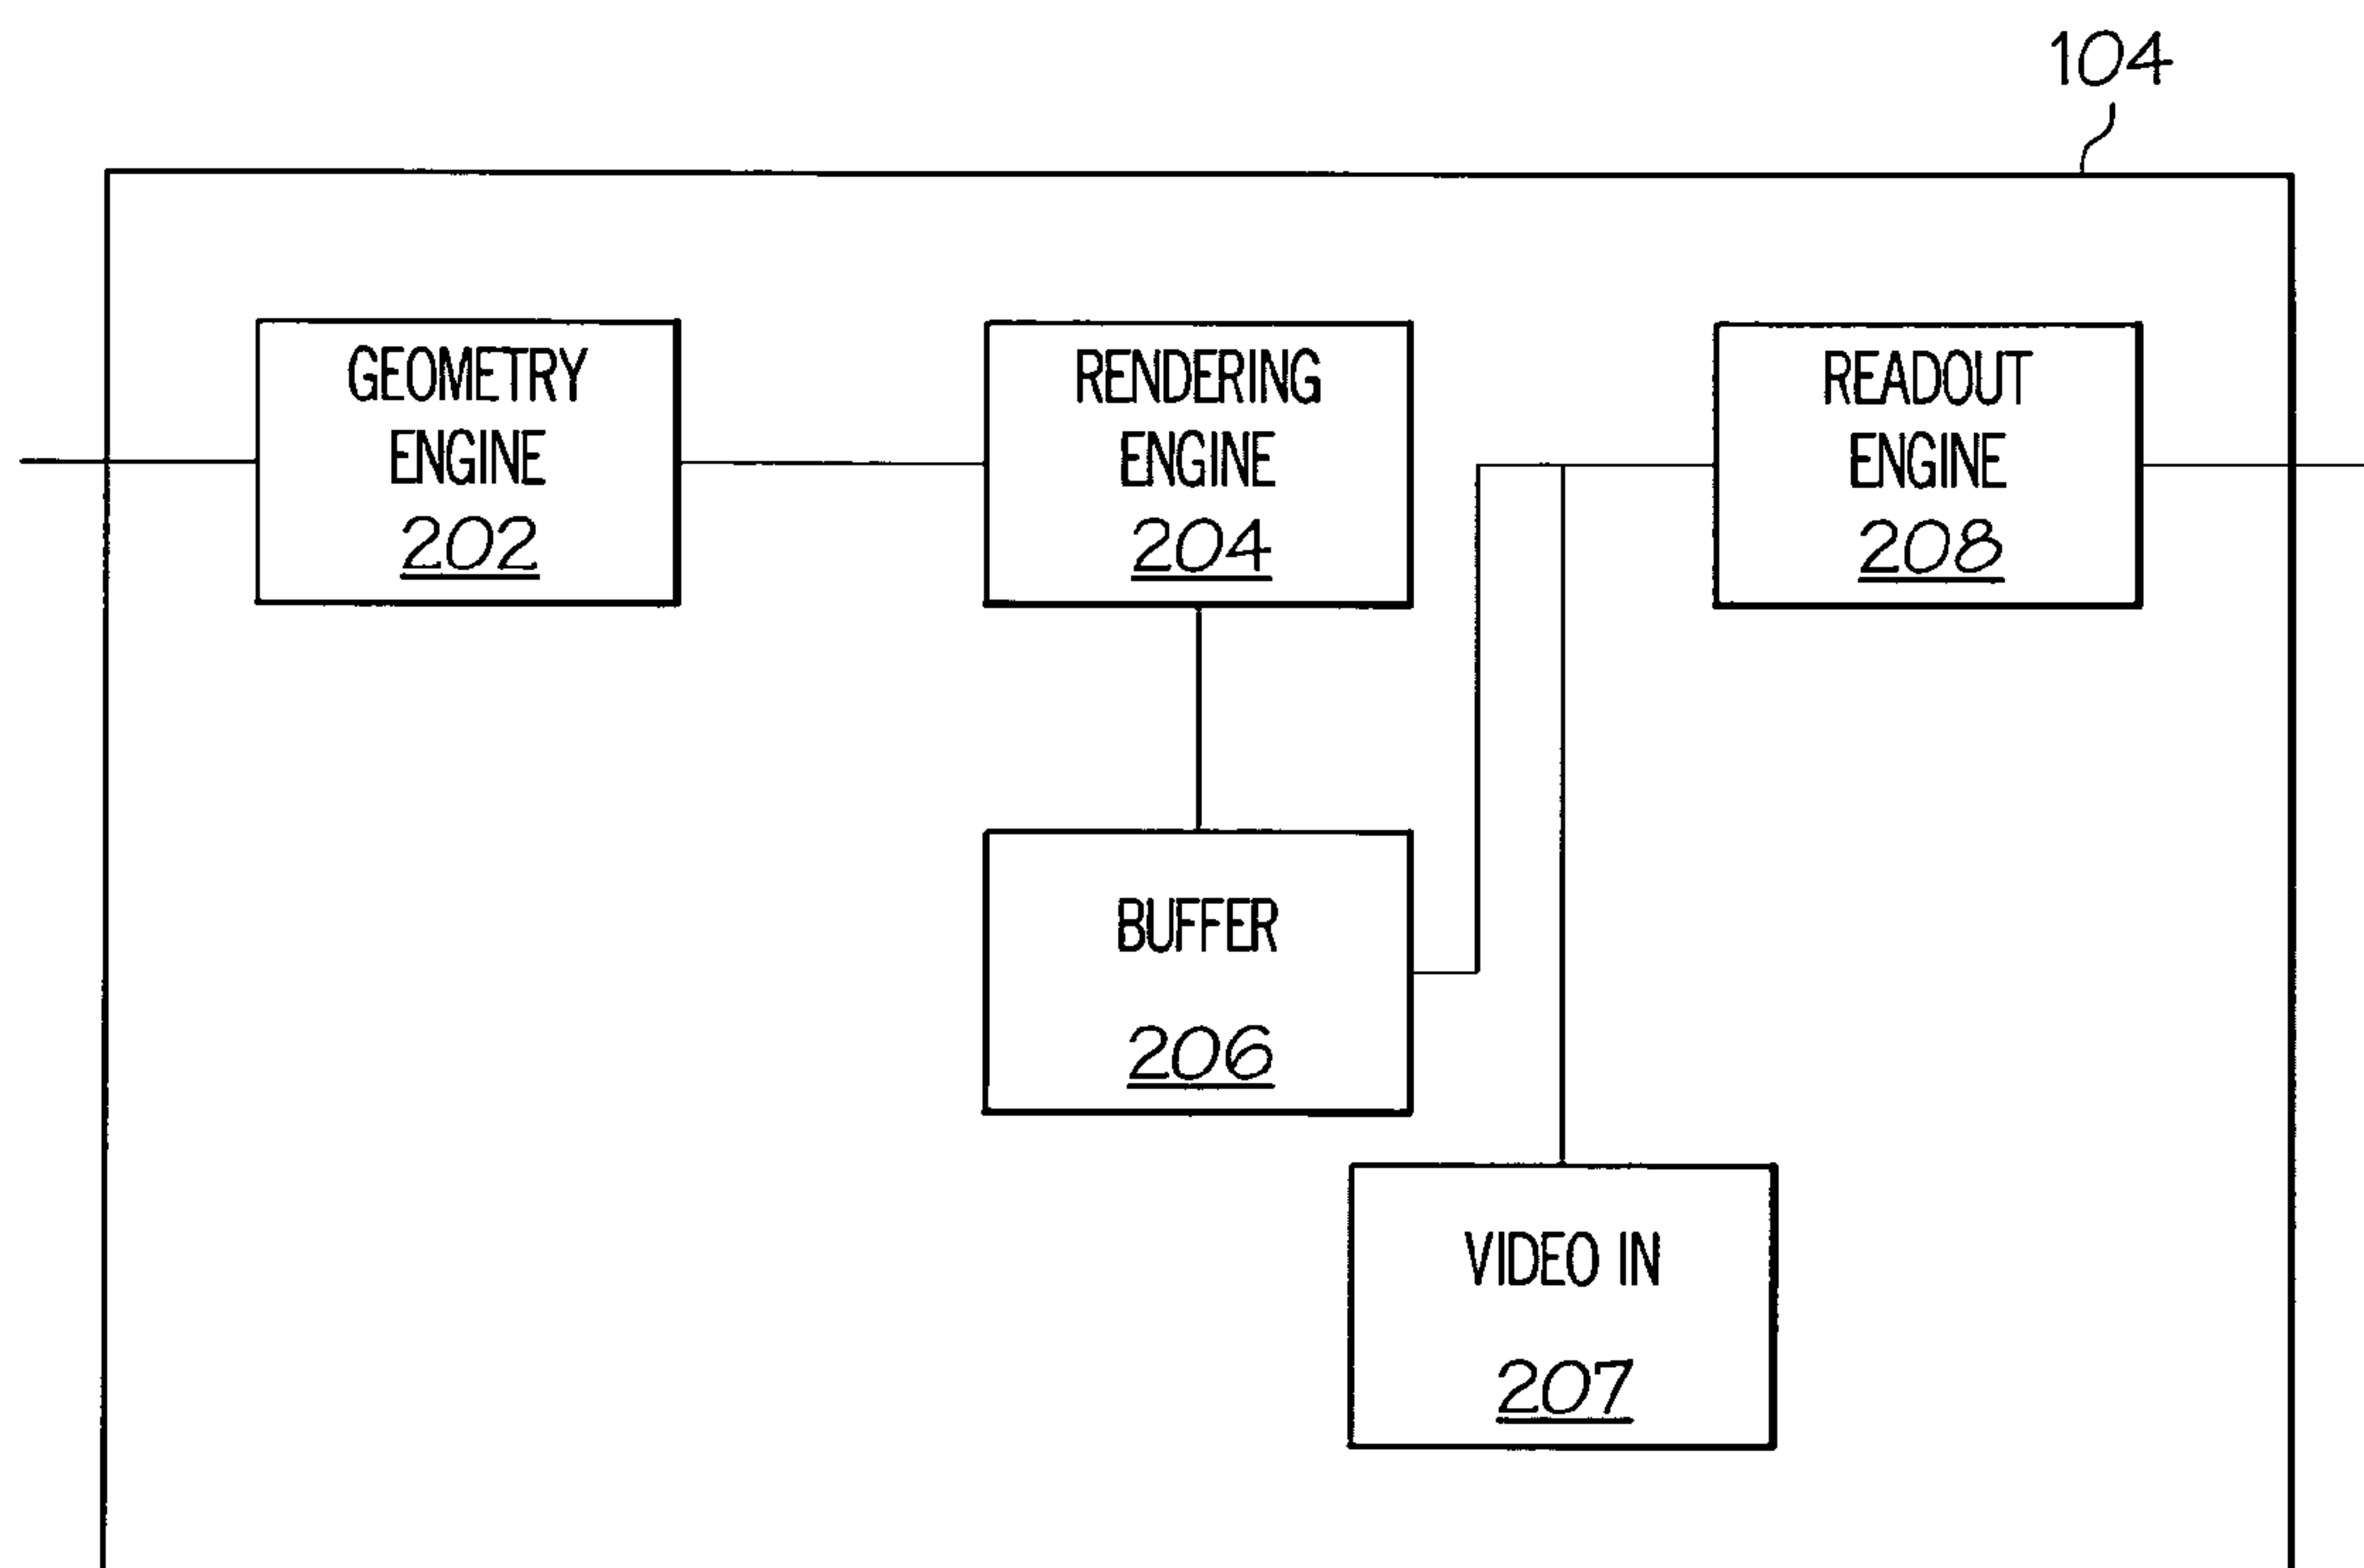 104
GEOMETRY
ENGINE
202
RENDERING
ENGINE
204
READOUT
ENGINE
208
BUFFER
206
VIDEO IN
207